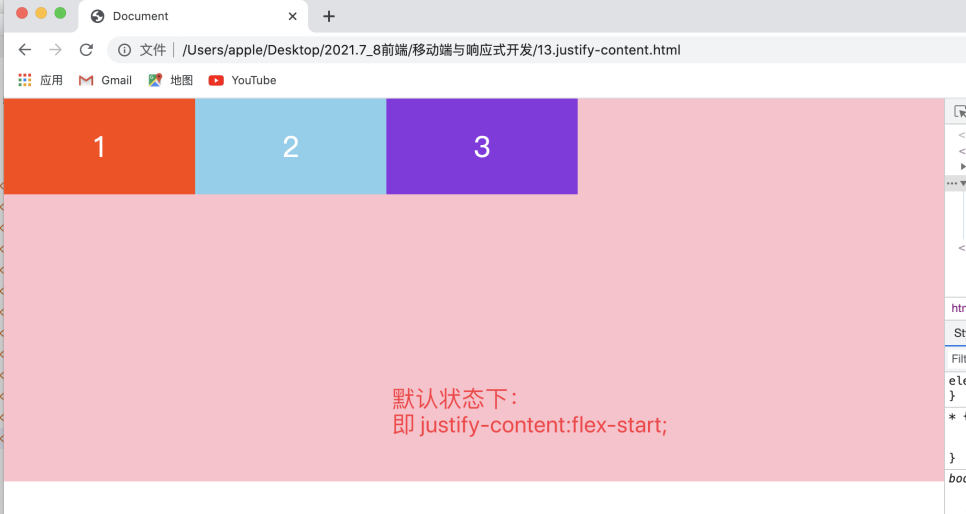 Document
文件 /Users/apple/Desktop/2021.7_8前端/移动端与响应式开发/13.justify-content.html
应用 Gmail 地图 YouTube
1 2 3
默认状态下：
即 justify-content:flex-start;
}
}